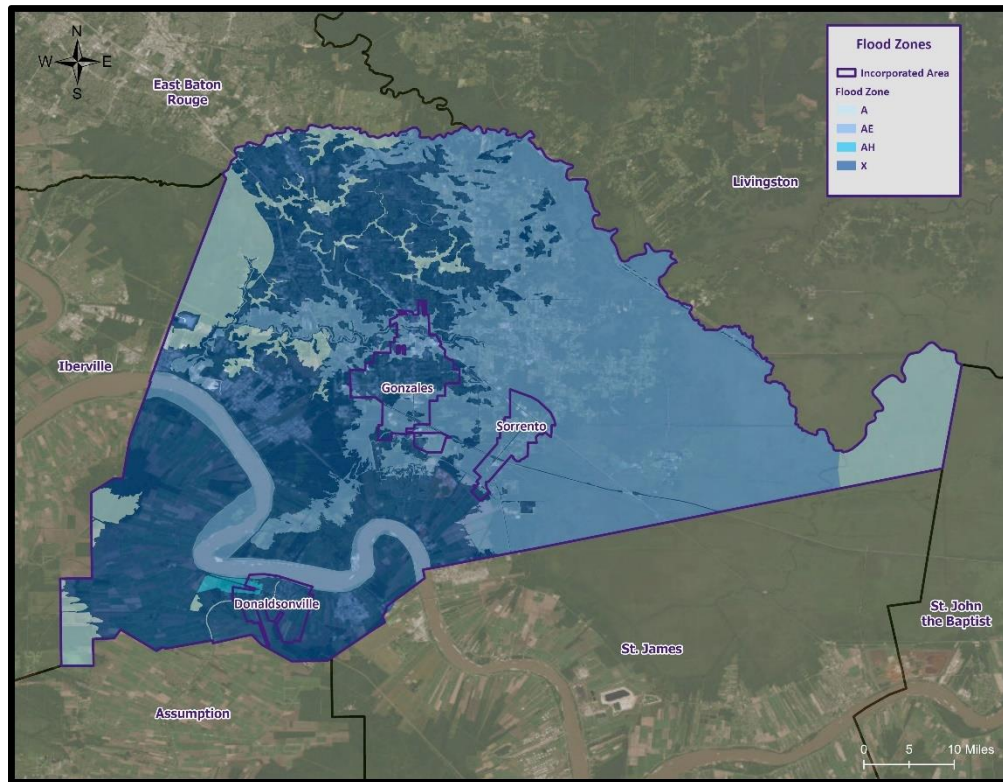 N
W E
S
East Baton
Rouge
Flood Zones
Incorporated Area
Flood Zone
A
AE
AH
X
Livingston
Iberville
Gonzales
Sorrento
Donaldsonville
St. John
the Baptist
St. James
Assumption
0 5 10 Miles